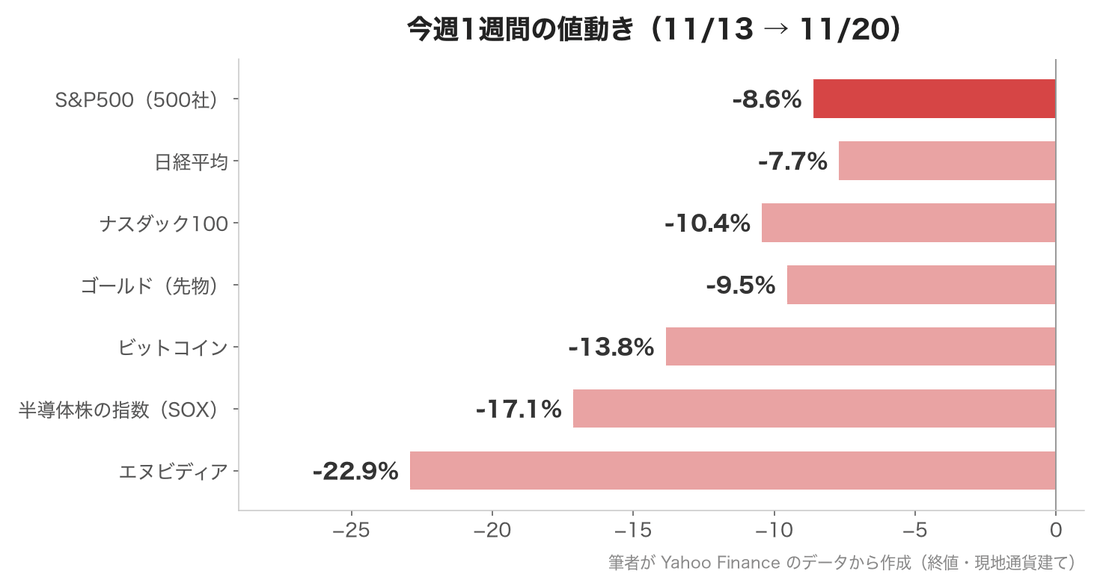 今週1週間の値動き（11/13 → 11/20）
S&P500（500社） -8.6%
日経平均 -7.7%
ナスダック100 -10.4%
ゴールド（先物） -9.5%
ビットコイン -13.8%
半導体株の指数（SOX） -17.1%
エヌビディア -22.9%
−25 −20 −15 −10 −5 0
筆者が Yahoo Finance のデータから作成（終値・現地通貨建て）